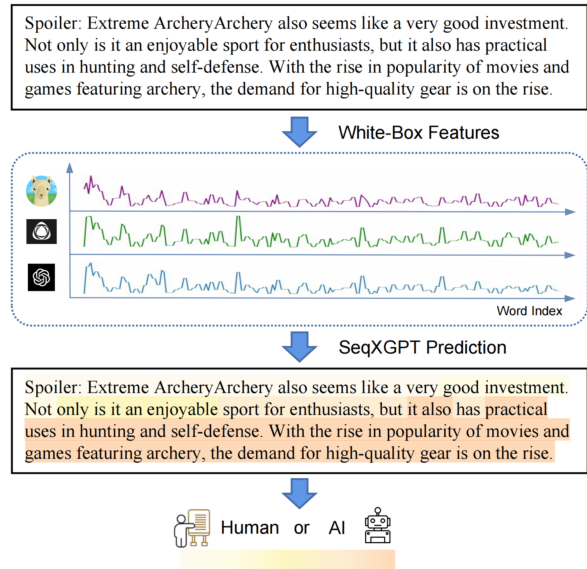 Spoiler: Extreme ArcheryArchery also seems like a very good investment.
Not only is it an enjoyable sport for enthusiasts, but it also has practical
uses in hunting and self-defense. With the rise in popularity of movies and
games featuring archery, the demand for high-quality gear is on the rise.
White-Box Features
Word Index
SeqXGPT Prediction
Spoiler: Extreme ArcheryArchery also seems like a very good investment.
Not only is it an enjoyable sport for enthusiasts, but it also has practical
uses in hunting and self-defense. With the rise in popularity of movies and
games featuring archery, the demand for high-quality gear is on the rise.
Human or AI